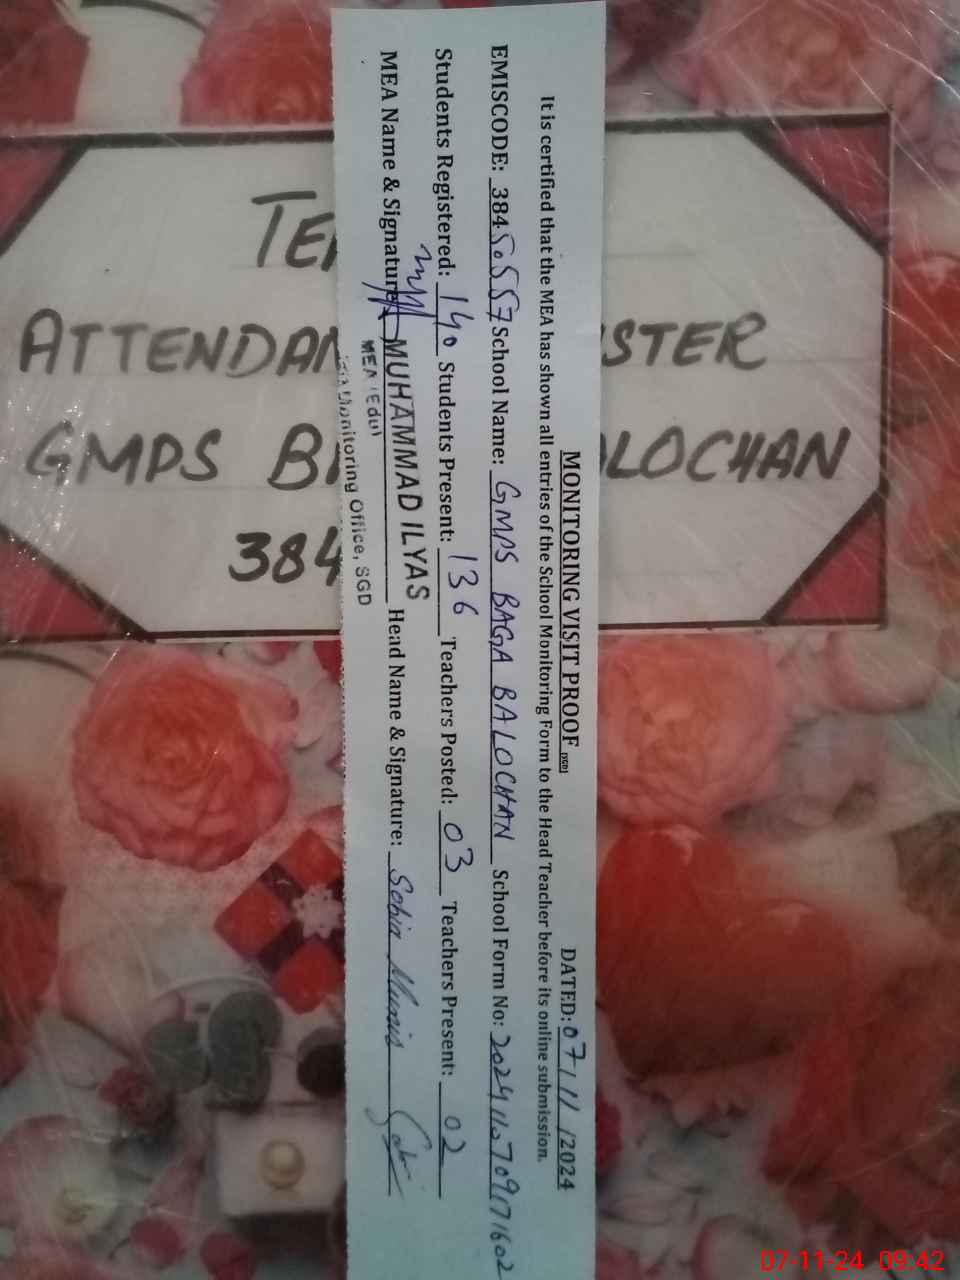 MONITORING VISIT PROOF (SGD) DATED: 07/11/2024
It is certified that the MEA has shown all entries of the School Monitoring Form to the Head Teacher before its online submission.
EMISCODE: 38450557 School Name: GMPS BAGA BALOCHAN School Form No: 2024110709171602
Students Registered: 140 Students Present: 136 Teachers Posted: 03 Teachers Present: 02
MEA Name & Signature MUHAMMAD ILYAS Head Name & Signature: Sobia
MEA (Edu)
Monitoring Office, SGD
TE
ATTENDAN STER
GMPS B LOCHAN
384
07-11-24 09:42